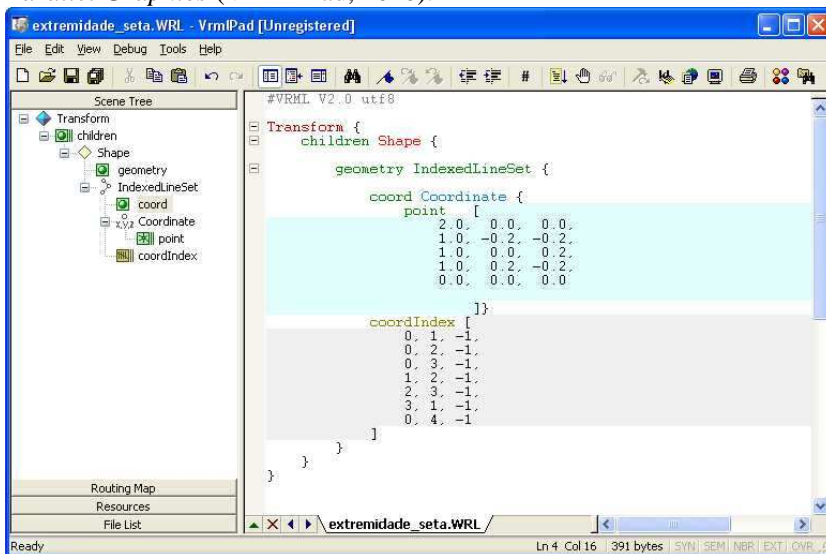 extremidade_seta.WRL - VrmlPad [Unregistered]
File Edit View Debug Tools Help
Scene Tree
Transform
children
Shape
geometry
IndexedLineSet
coord
x,y,z Coordinate
point
coordIndex
Routing Map
Resources
File List
#VRML V2.0 utf8
Transform {
children Shape {
geometry IndexedLineSet {
coord Coordinate {
point [
2.0, 0.0, 0.0,
1.0, -0.2, -0.2,
1.0, 0.0, 0.2,
1.0, 0.2, -0.2,
0.0, 0.0, 0.0
]}
coordIndex [
0, 1, -1,
0, 2, -1,
0, 3, -1,
1, 2, -1,
2, 3, -1,
3, 1, -1,
0, 4, -1
]
}
}
}
extremidade_seta.WRL
Ready
Ln 4 Col 16 391 bytes SYN SEM NBR EXT OVR